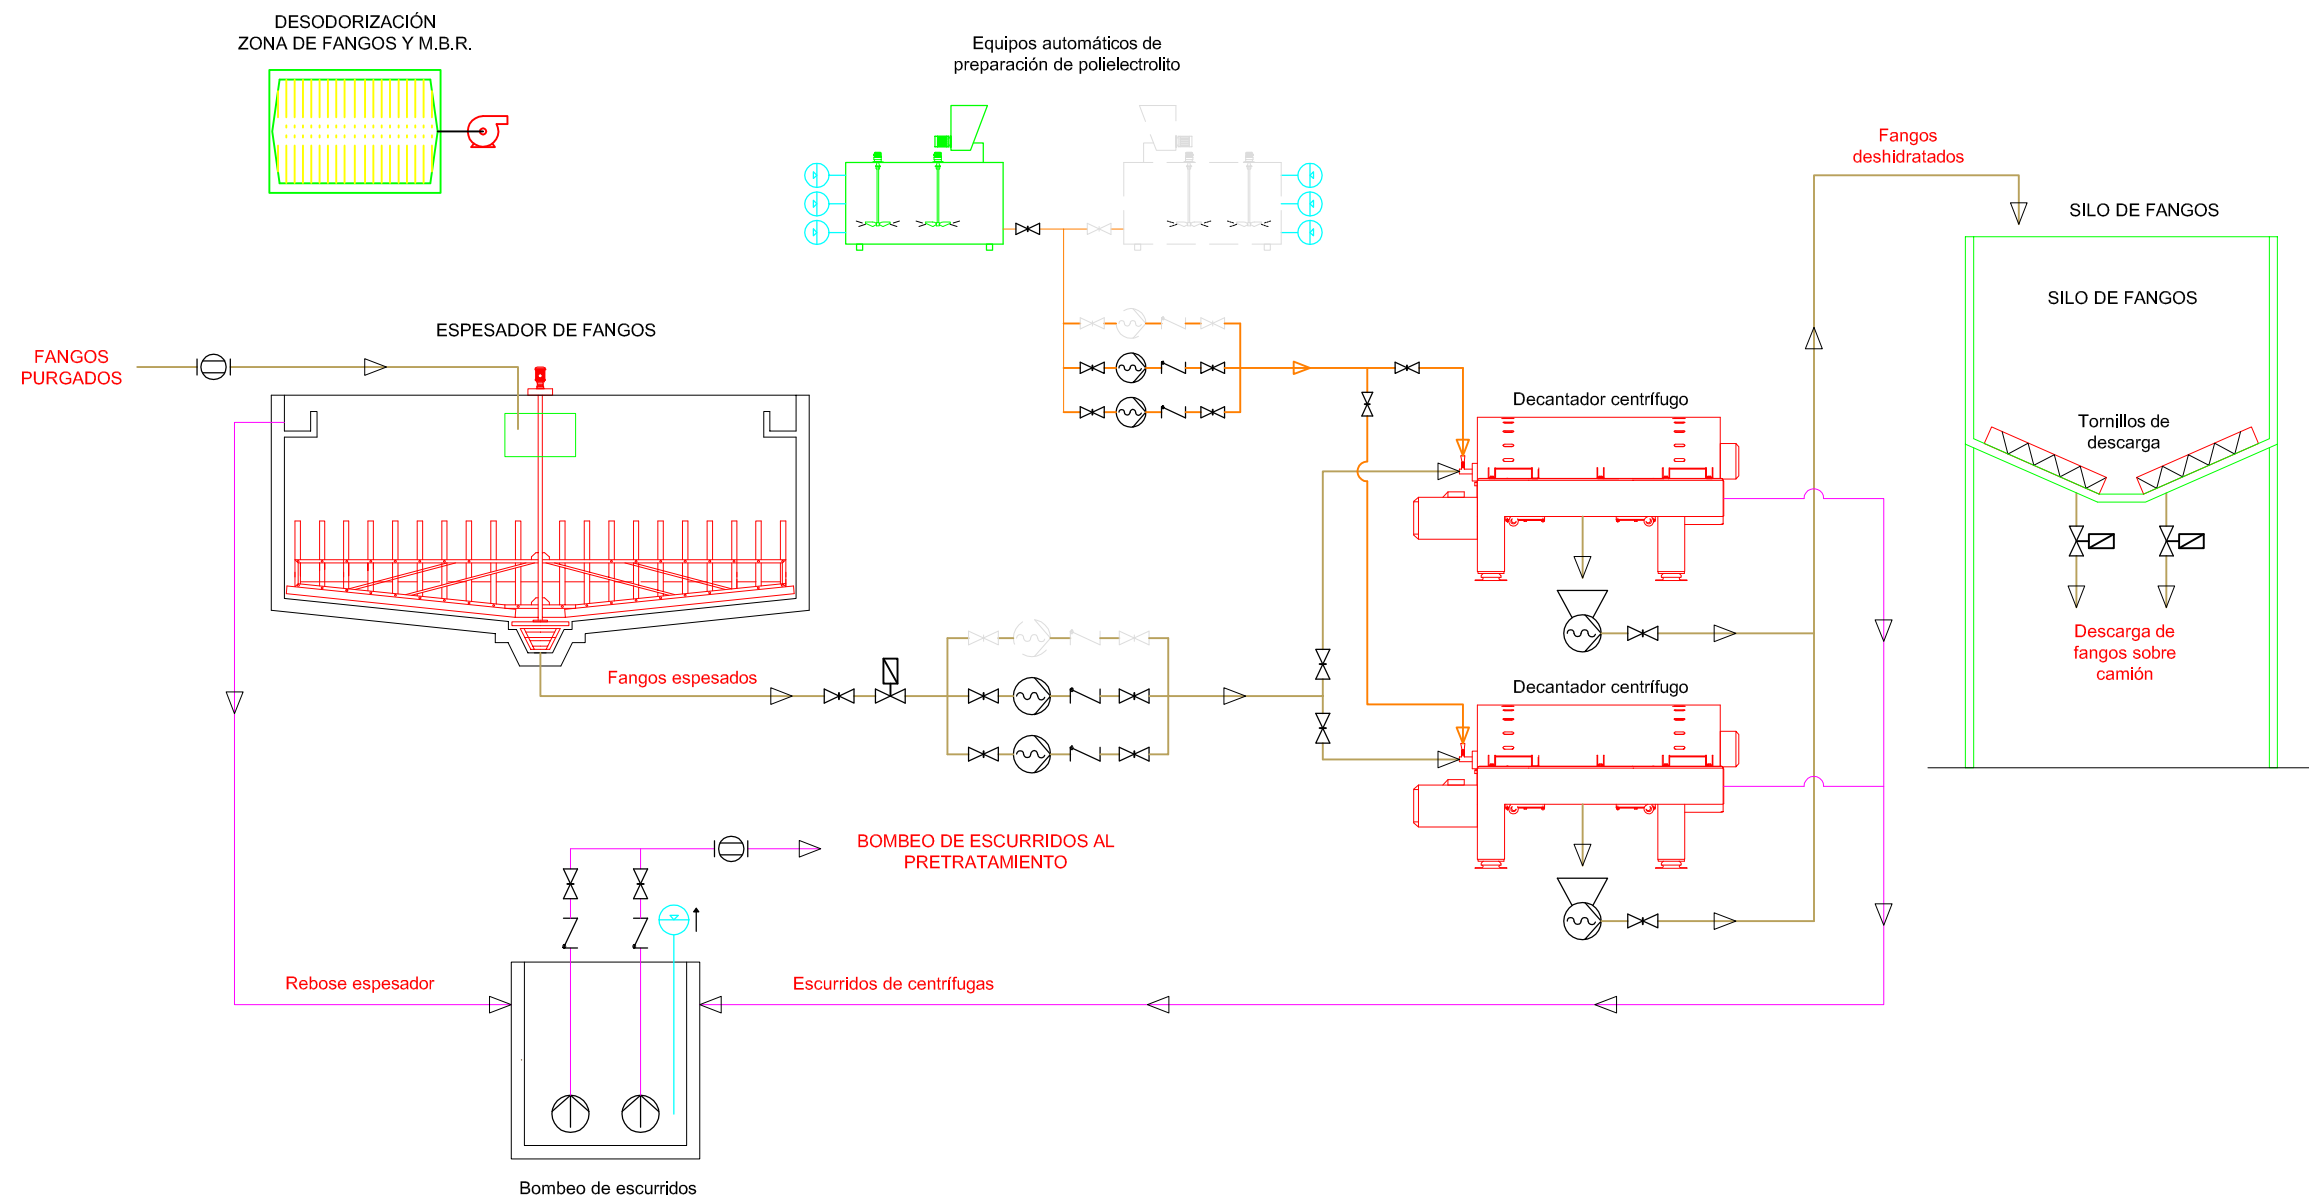 DESODORIZACIÓN
ZONA DE FANGOS Y M.B.R.
Equipos automáticos de
preparación de polielectrolito
Fangos
deshidratados
SILO DE FANGOS
SILO DE FANGOS
ESPESADOR DE FANGOS
FANGOS
PURGADOS
Decantador centrífugo
Tornillos de
descarga
Descarga de
fangos sobre
camión
Fangos espesados
Decantador centrífugo
BOMBEO DE ESCURRIDOS AL
PRETRATAMIENTO
Rebose espesador
Escurridos de centrífugas
Bombeo de escurridos